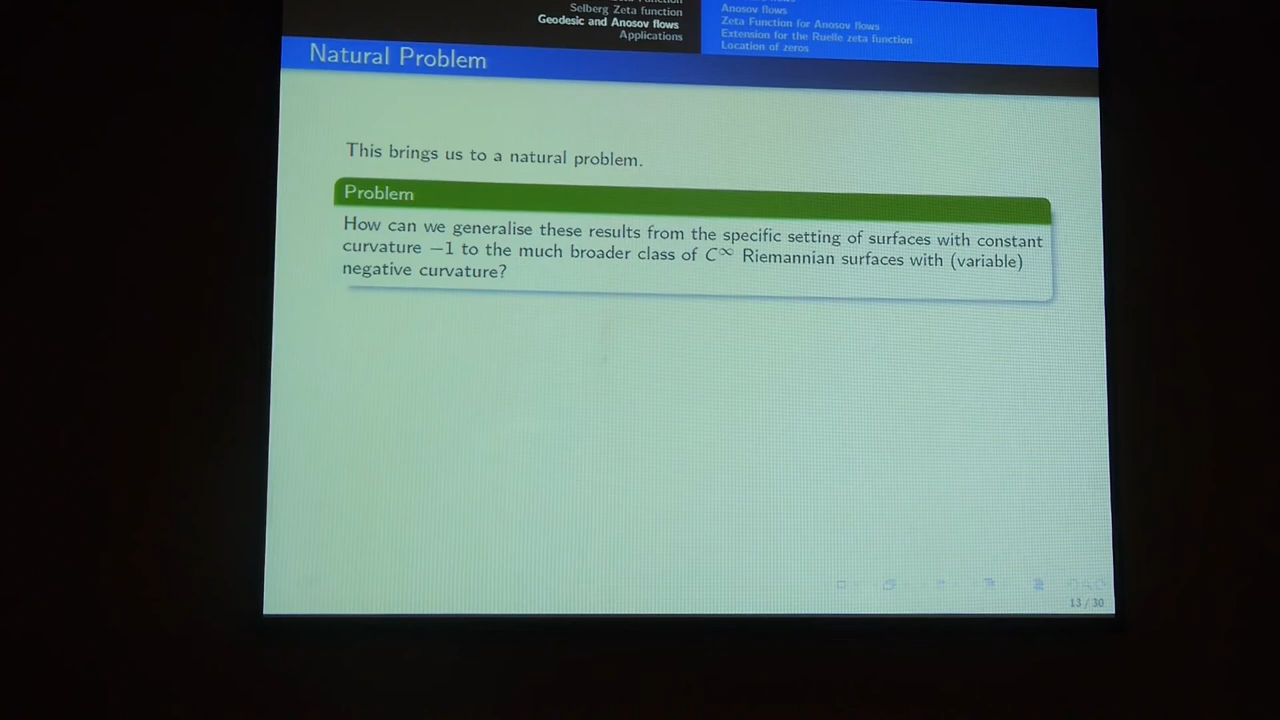 Selberg Zeta function
Geodesic and Anosov flows
Applications
Anosov flows
Zeta Function for Anosov flows
Extension for the Ruelle zeta function
Location of zeros
Natural Problem
This brings us to a natural problem.
Problem
How can we generalise these results from the specific setting of surfaces with constant
curvature −1 to the much broader class of C∞ Riemannian surfaces with (variable)
negative curvature?
13 / 30